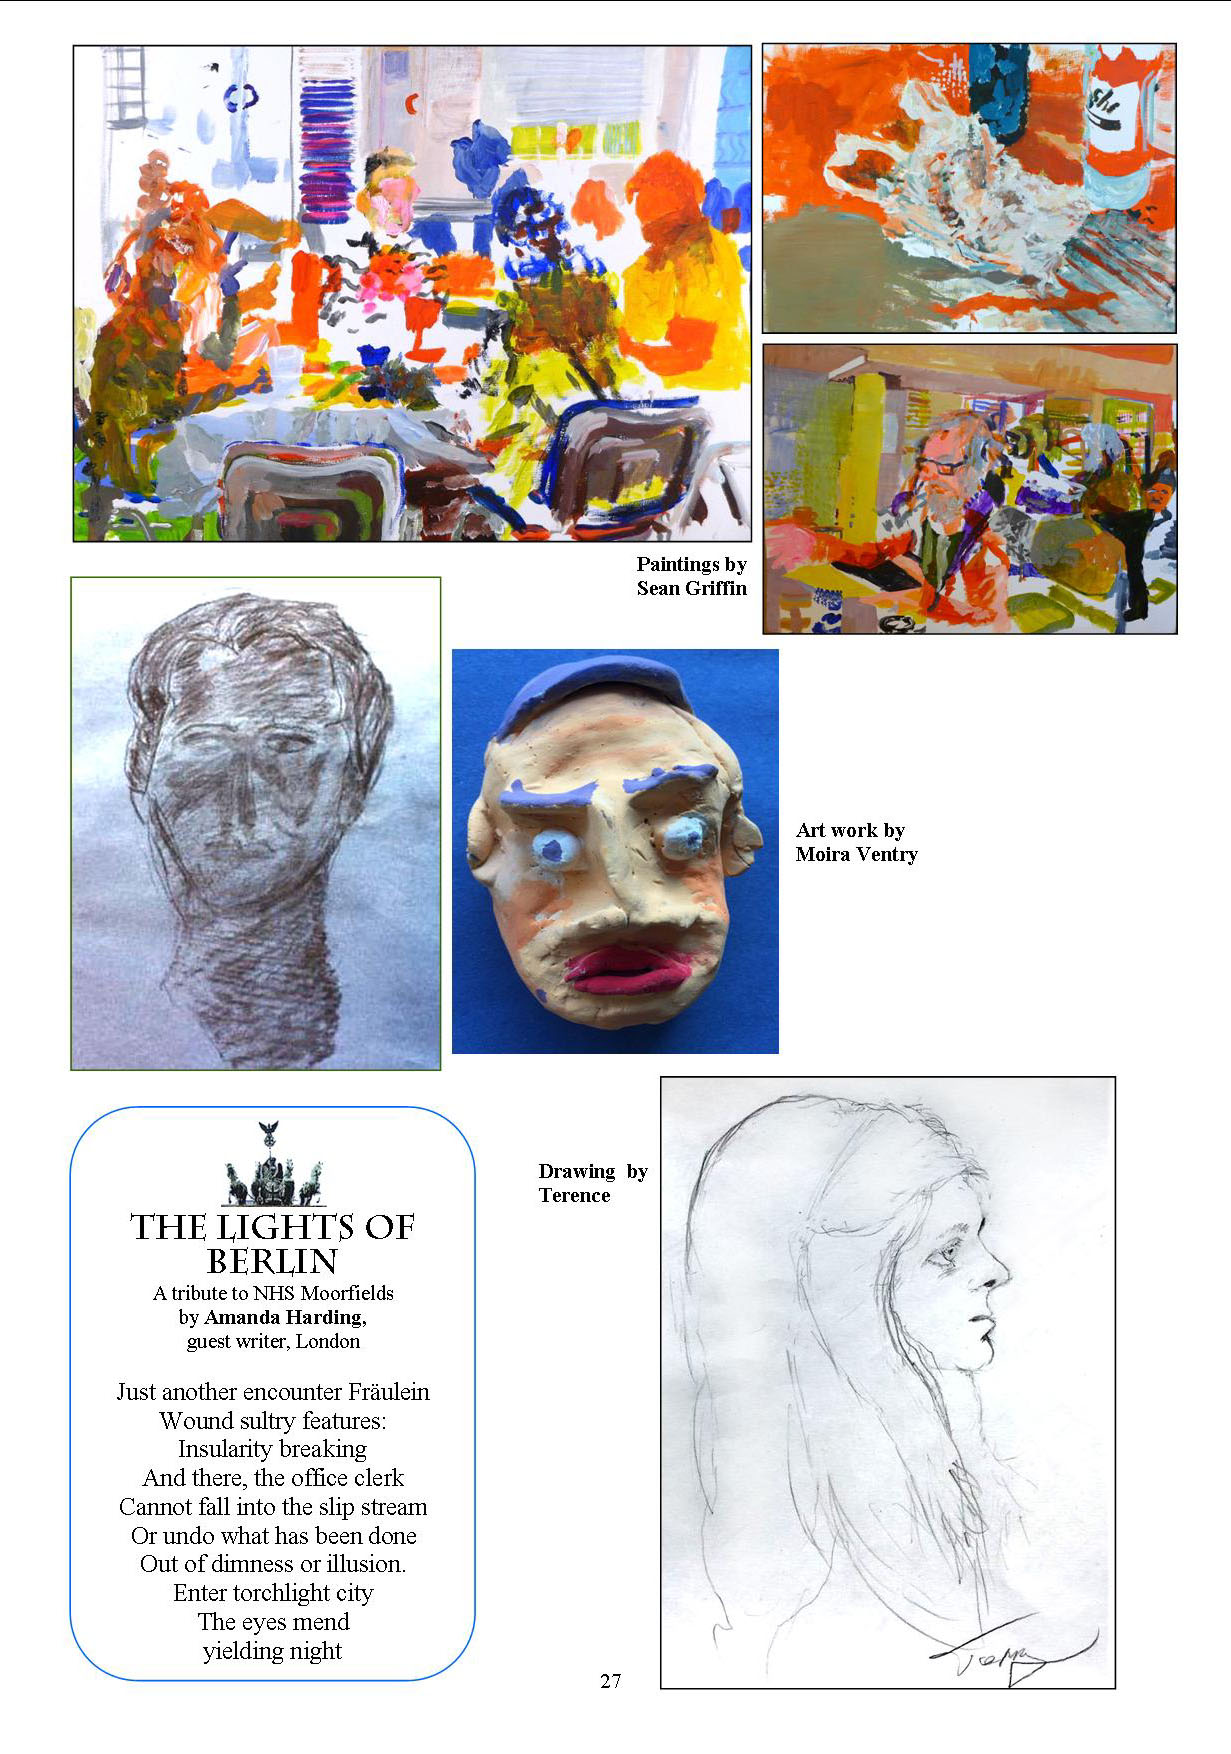 Paintings by
Sean Griffin
Art work by
Moira Ventry
Drawing by
Terence
THE LIGHTS OF
BERLIN
A tribute to NHS Moorfields
by Amanda Harding,
guest writer, London
Just another encounter Fräulein
Wound sultry features:
Insularity breaking
And there, the office clerk
Cannot fall into the slip stream
Or undo what has been done
Out of dimness or illusion.
Enter torchlight city
The eyes mend
yielding night
27